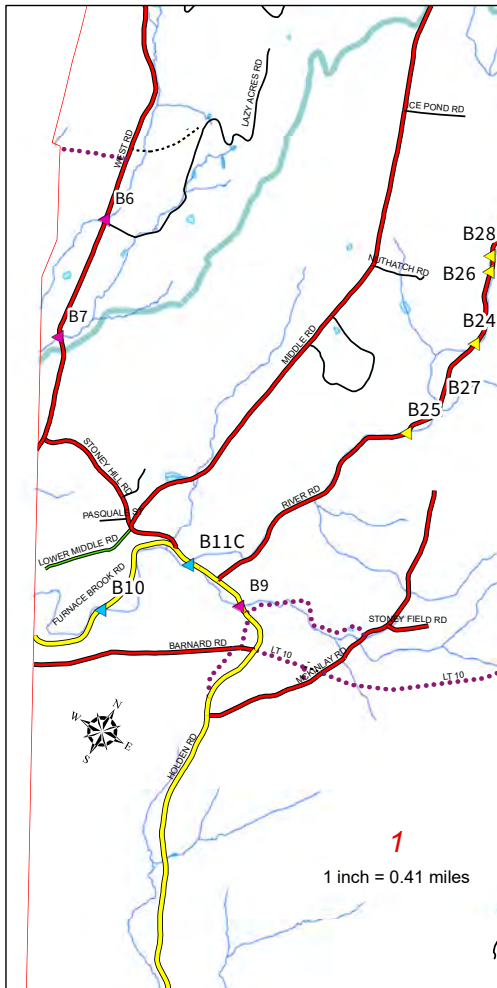 LAZY ACRES RD
ICE POND RD
WEST RD
B6
B28
NUTHATCH RD
B26
B7
MIDDLE RD
B24
B27
B25
STONEY HILL RD
RIVER RD
PASQUALE
LOWER MIDDLE RD
B11C
FURNACE BROOK RD
B10
B9
STONEY FIELD RD
BARNARD RD
LT 10
MCKINLAY RD
LT 10
N
W
E
S
HOLDEN RD
1
1 inch = 0.41 miles